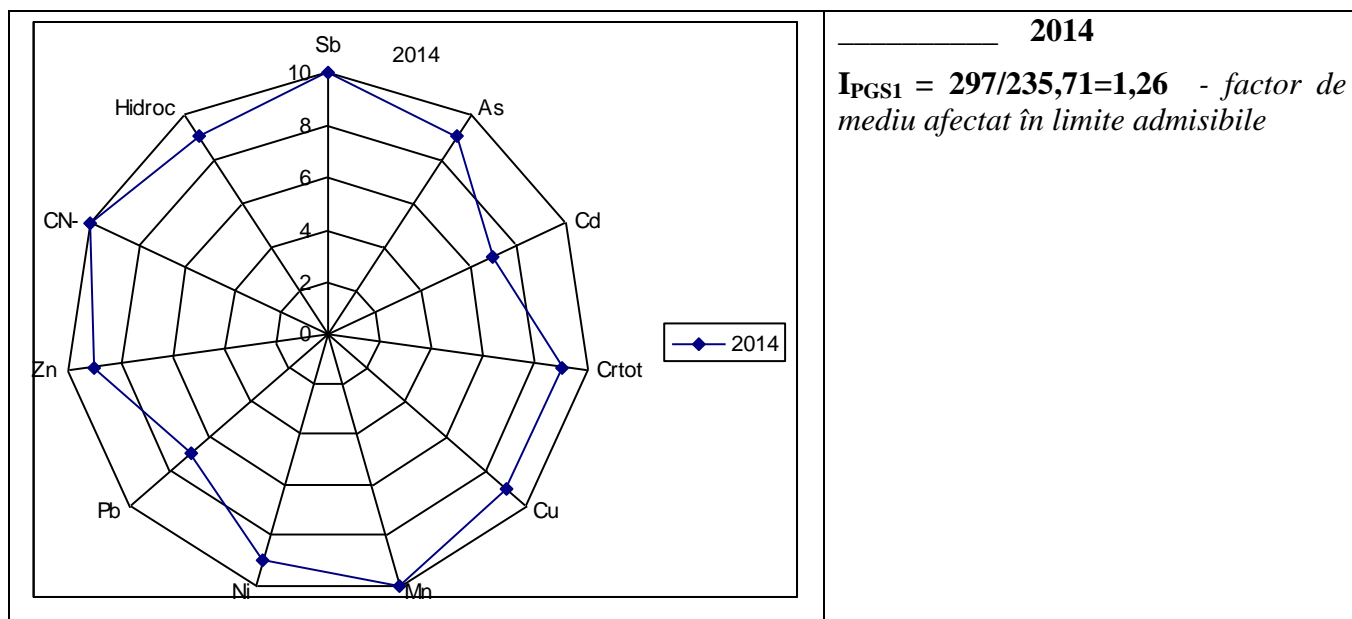 Sb
2014
10
8
6
4
2
0
As
Cd
Crtot
Cu
Mn
Ni
Pb
Zn
CN-
Hidroc
2014
__________ 2014
IPGS1 = 297/235,71=1,26 - factor de
mediu afectat în limite admisibile